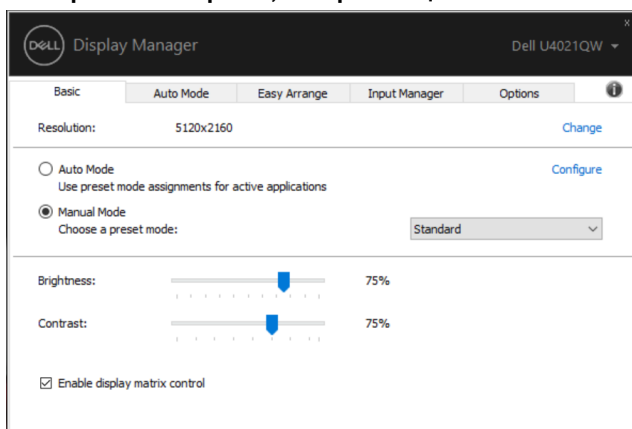 DELL Display Manager Dell U4021QW
x
Basic Auto Mode Easy Arrange Input Manager Options i
Resolution: 5120x2160 Change
Auto Mode Configure
Use preset mode assignments for active applications
Manual Mode
Choose a preset mode: Standard
Brightness: 75%
Contrast: 75%
Enable display matrix control